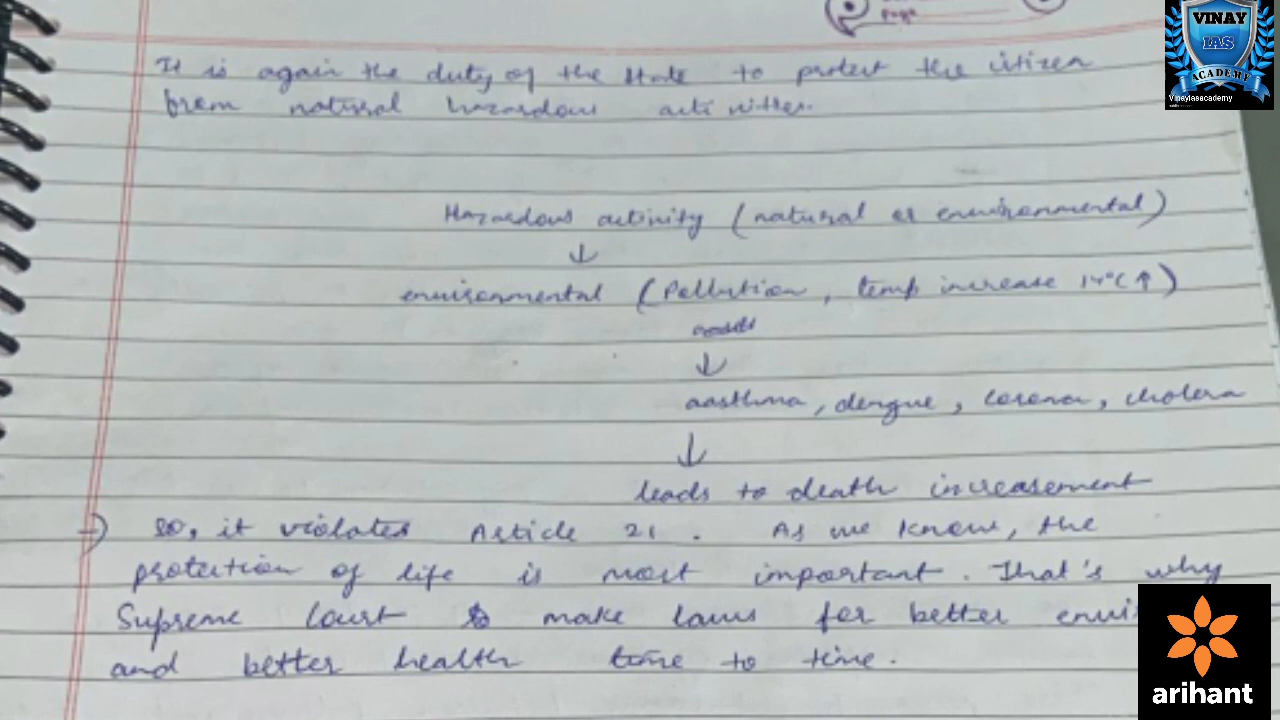 page
VINAY
IAS
ACADEMY
Vinayiasacademy
It is again the duty of the state to protect the citizen
from natural hazardous activities.
Hazardous activity (natural or environmental)
↓
environmental (Pollution, temp increase 14°C ↑)
↓
aasthma, dengue, corona, cholera
↓
leads to death increasement
→ so, it violates Article 21. As we know, the
protection of life is most important. That's why
Supreme Court make laws for better envi
and better health time to time.
arihant